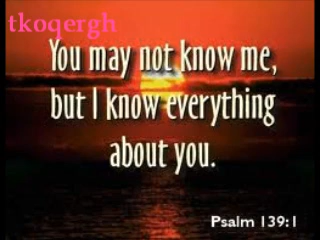 tkoqergh
You may not know me,
but I know everything
about you.
Psalm 139:1